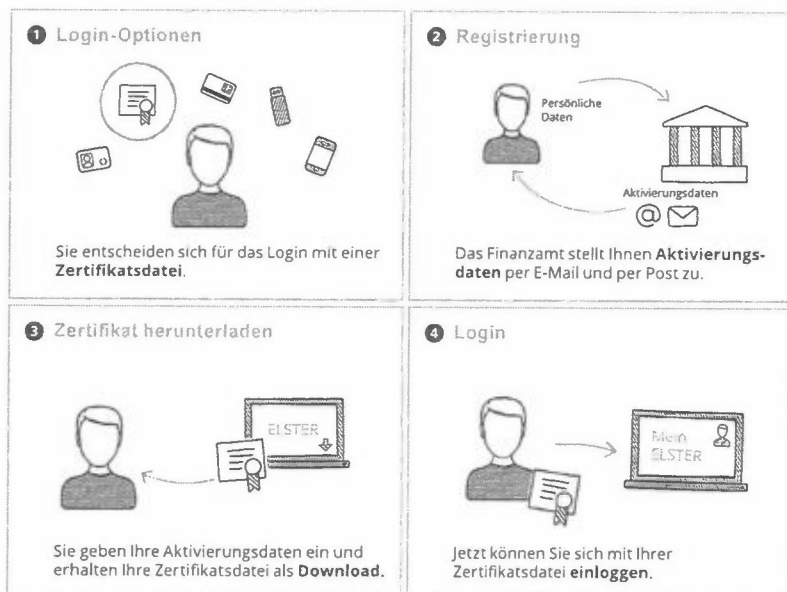 1 Login-Optionen
Sie entscheiden sich für das Login mit einer
Zertifikatsdatei.
2 Registrierung
Persönliche
Daten
Aktivierungsdaten
@
Das Finanzamt stellt Ihnen Aktivierungs-
daten per E-Mail und per Post zu.
3 Zertifikat herunterladen
ELSTER
Sie geben Ihre Aktivierungsdaten ein und
erhalten Ihre Zertifikatsdatei als Download.
4 Login
Mein
ELSTER
Jetzt können Sie sich mit Ihrer
Zertifikatsdatei einloggen.